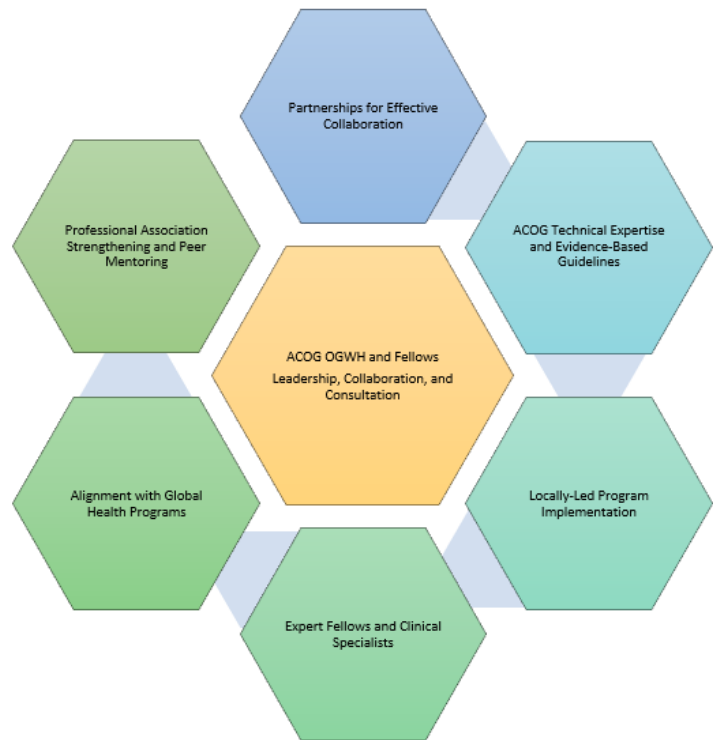 Partnerships for Effective
Collaboration
ACOG Technical Expertise
and Evidence-Based
Guidelines
Locally-Led Program
Implementation
Expert Fellows and Clinical
Specialists
Alignment with Global
Health Programs
Professional Association
Strengthening and Peer
Mentoring
ACOG OGWH and Fellows
Leadership, Collaboration, and
Consultation